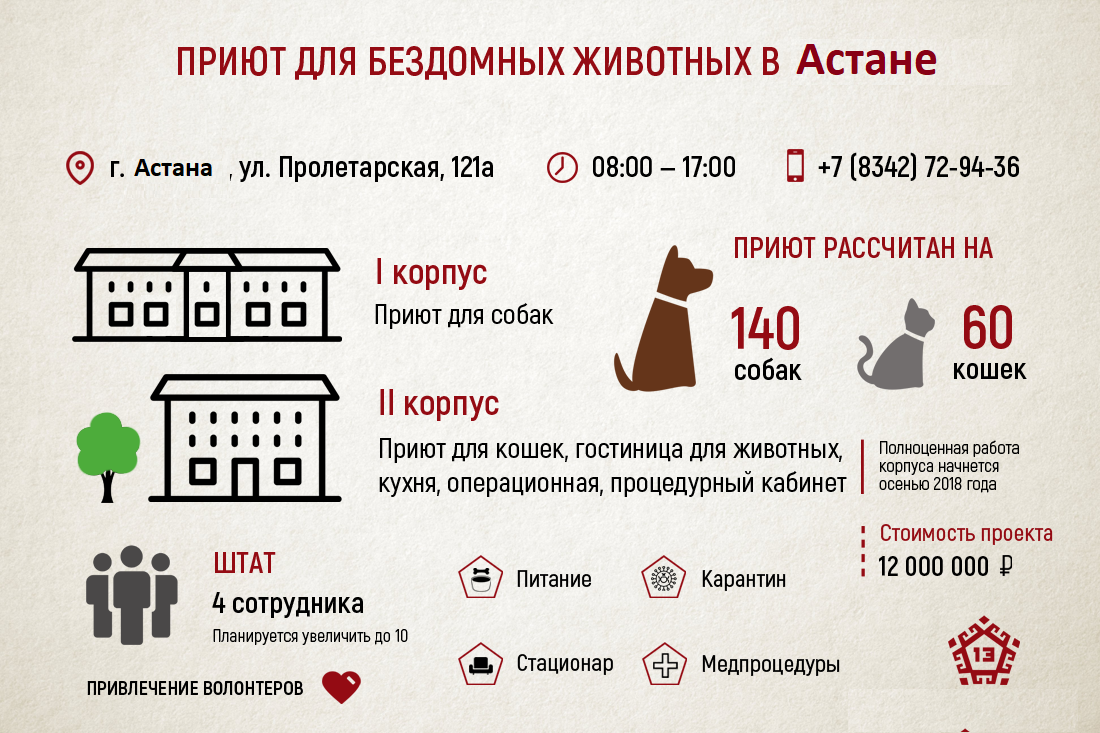 ПРИЮТ ДЛЯ БЕЗДОМНЫХ ЖИВОТНЫХ В Астане
г. Астана , ул. Пролетарская, 121а
08:00 – 17:00
+7 (8342) 72-94-36
I корпус
Приют для собак
ПРИЮТ РАССЧИТАН НА
140
собак
60
кошек
II корпус
Приют для кошек, гостиница для животных,
кухня, операционная, процедурный кабинет
Полноценная работа
корпуса начнется
осенью 2018 года
Стоимость проекта
12 000 000 ₽
ШТАТ
4 сотрудника
Планируется увеличить до 10
ПРИВЛЕЧЕНИЕ ВОЛОНТЕРОВ
Питание
Карантин
Стационар
Медпроцедуры
13